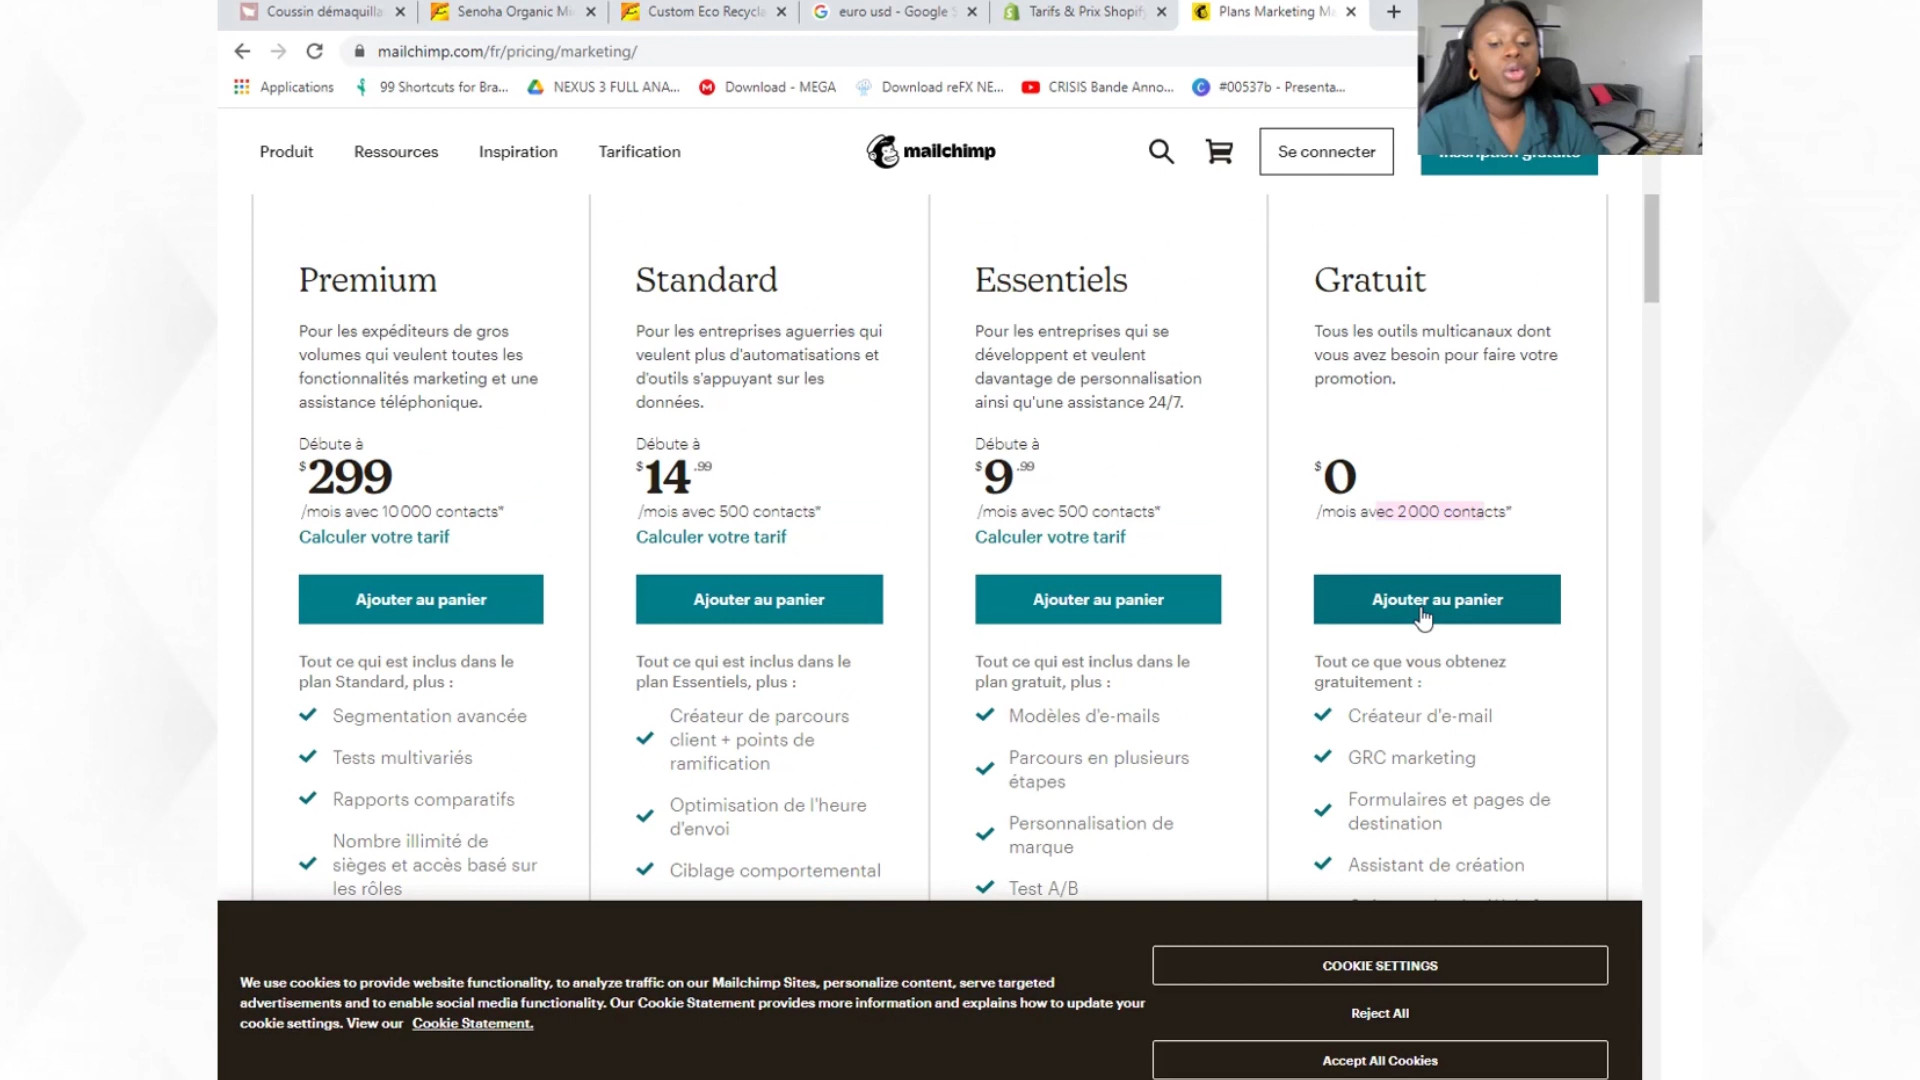 Coussin démaquilla
Senoha Organic Mi
Custom Eco Recycla
euro usd - Google S
Tarifs & Prix Shopif
Plans Marketing Ma
mailchimp.com/fr/pricing/marketing/
Applications
99 Shortcuts for Bra...
NEXUS 3 FULL ANA...
Download - MEGA
Download reFX NE...
CRISIS Bande Anno...
#00537b - Presenta...
Produit
Ressources
Inspiration
Tarification
mailchimp
Se connecter
Inscription gratuite
Premium
Pour les expéditeurs de gros
volumes qui veulent toutes les
fonctionnalités marketing et une
assistance téléphonique.
Débute à
$299
/mois avec 10 000 contacts*
Calculer votre tarif
Ajouter au panier
Tout ce qui est inclus dans le
plan Standard, plus :
Segmentation avancée
Tests multivariés
Rapports comparatifs
Nombre illimité de
sièges et accès basé sur
les rôles
Standard
Pour les entreprises aguerries qui
veulent plus d'automatisations et
d'outils s'appuyant sur les
données.
Débute à
$14.99
/mois avec 500 contacts*
Calculer votre tarif
Ajouter au panier
Tout ce qui est inclus dans le
plan Essentiels, plus :
Créateur de parcours
client + points de
ramification
Optimisation de l'heure
d'envoi
Ciblage comportemental
Essentiels
Pour les entreprises qui se
développent et veulent
davantage de personnalisation
ainsi qu'une assistance 24/7.
Débute à
$9.99
/mois avec 500 contacts*
Calculer votre tarif
Ajouter au panier
Tout ce qui est inclus dans le
plan gratuit, plus :
Modèles d'e-mails
Parcours en plusieurs
étapes
Personnalisation de
marque
Test A/B
Gratuit
Tous les outils multicanaux dont
vous avez besoin pour faire votre
promotion.
$0
/mois avec 2 000 contacts*
Ajouter au panier
Tout ce que vous obtenez
gratuitement :
Créateur d'e-mail
GRC marketing
Formulaires et pages de
destination
Assistant de création
We use cookies to provide website functionality, to analyze traffic on our Mailchimp Sites, personalize content, serve targeted
advertisements and to enable social media functionality. Our Cookie Statement provides more information and explains how to update your
cookie settings. View our Cookie Statement.
COOKIE SETTINGS
Reject All
Accept All Cookies